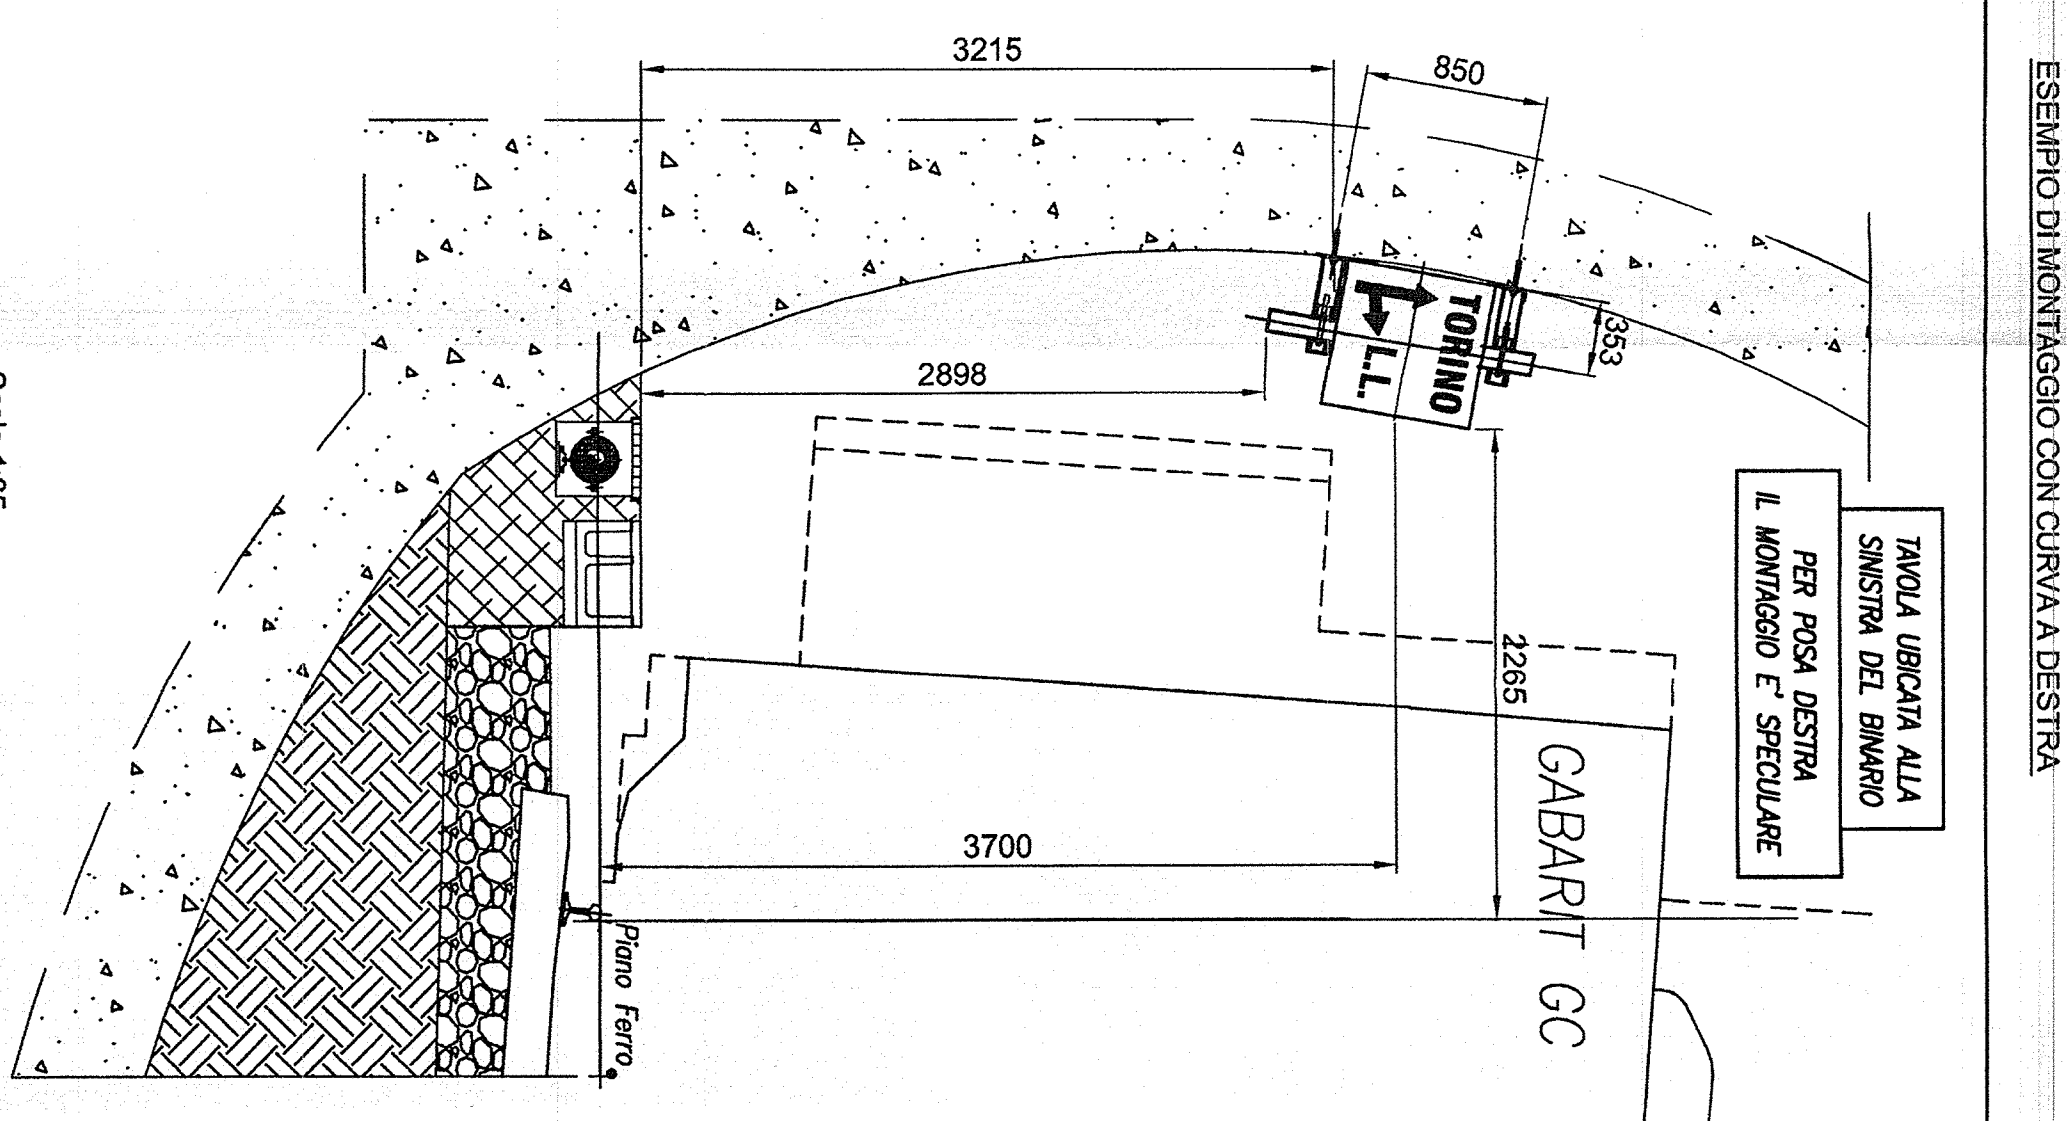 ESEMPIO DI MONTAGGIO CON CURVA A DESTRA
TAVOLA UBICATA ALLA
SINISTRA DEL BINARIO
PER POSA DESTRA
IL MONTAGGIO E' SPECULARE
3215
850
353
TORINO
L.L.
2898
2265
3700
GABARIT GC
Piano Ferro